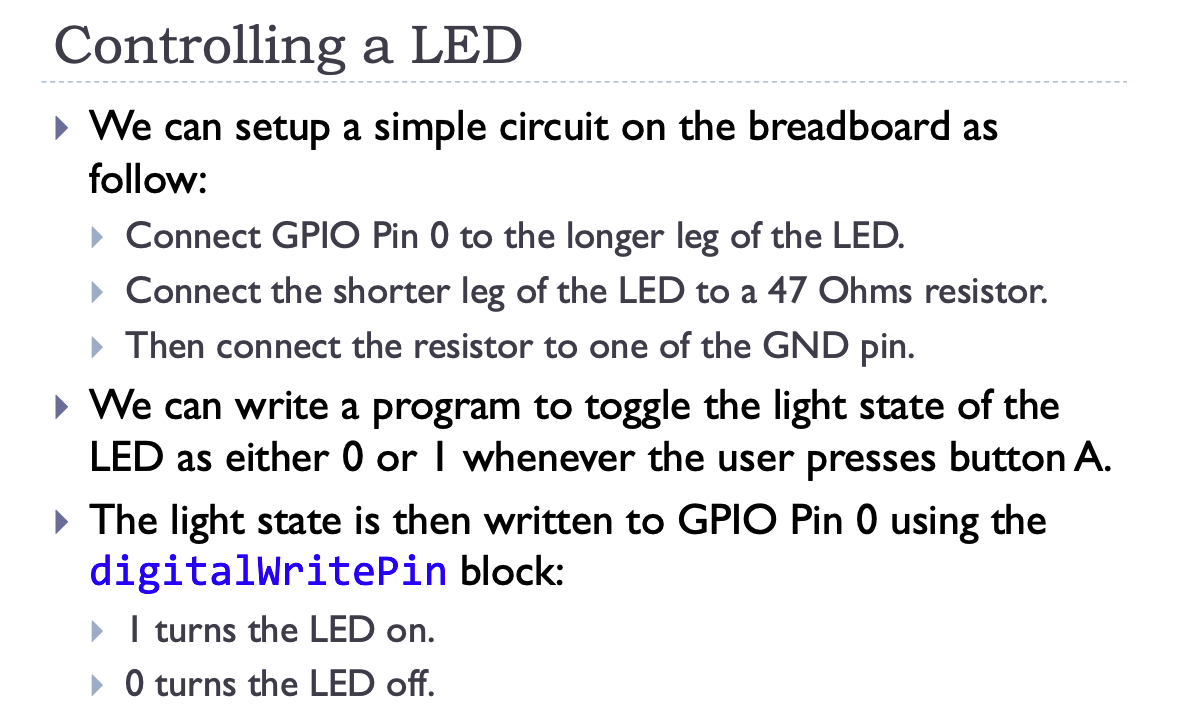 Controlling a LED
We can setup a simple circuit on the breadboard as
follow:
Connect GPIO Pin 0 to the longer leg of the LED.
Connect the shorter leg of the LED to a 47 Ohms resistor.
Then connect the resistor to one of the GND pin.
We can write a program to toggle the light state of the
LED as either 0 or 1 whenever the user presses button A.
The light state is then written to GPIO Pin 0 using the
digitalWritePin block:
1 turns the LED on.
0 turns the LED off.